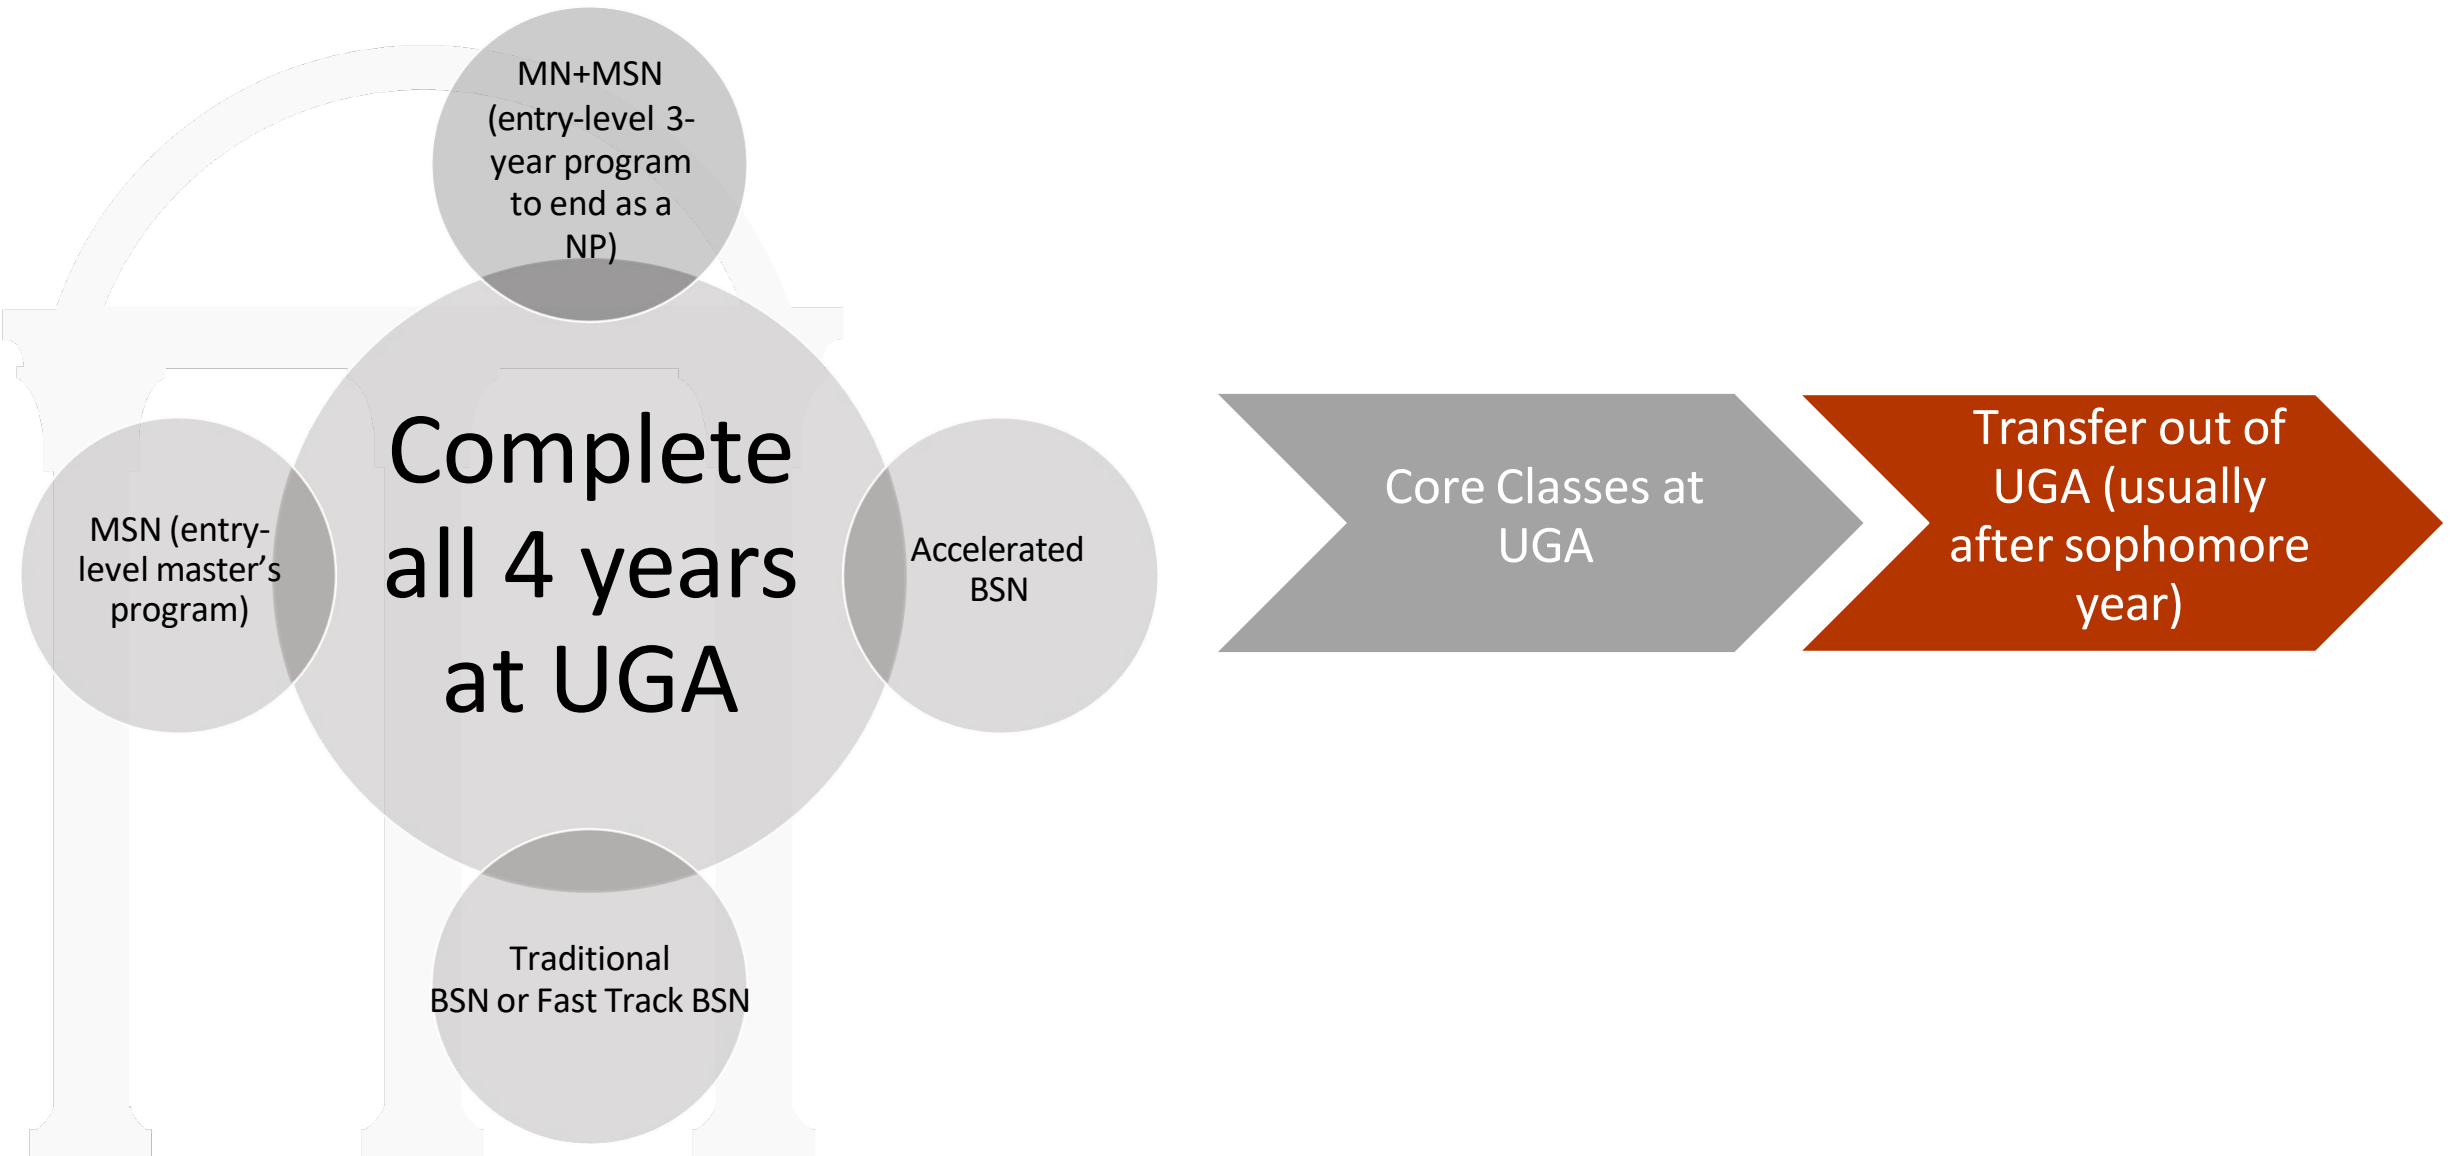 MN+MSN
(entry-level 3-
year program
to end as a
NP)
Complete
all 4 years
at UGA
MSN (entry-
level master’s
program)
Accelerated
BSN
Traditional
BSN or Fast Track BSN
Core Classes at
UGA
Transfer out of
UGA (usually
after sophomore
year)